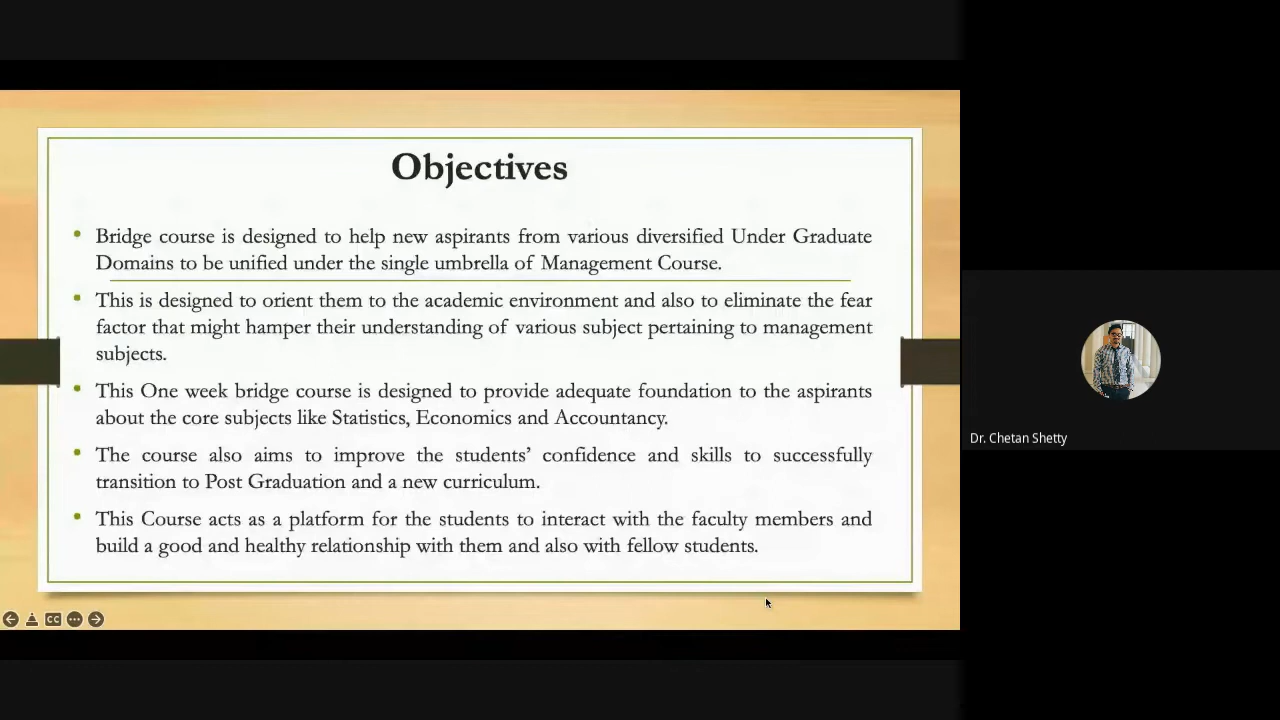 Objectives
Bridge course is designed to help new aspirants from various diversified Under Graduate
Domains to be unified under the single umbrella of Management Course.
This is designed to orient them to the academic environment and also to eliminate the fear
factor that might hamper their understanding of various subject pertaining to management
subjects.
This One week bridge course is designed to provide adequate foundation to the aspirants
about the core subjects like Statistics, Economics and Accountancy.
The course also aims to improve the students’ confidence and skills to successfully
transition to Post Graduation and a new curriculum.
This Course acts as a platform for the students to interact with the faculty members and
build a good and healthy relationship with them and also with fellow students.
CC
Dr. Chetan Shetty